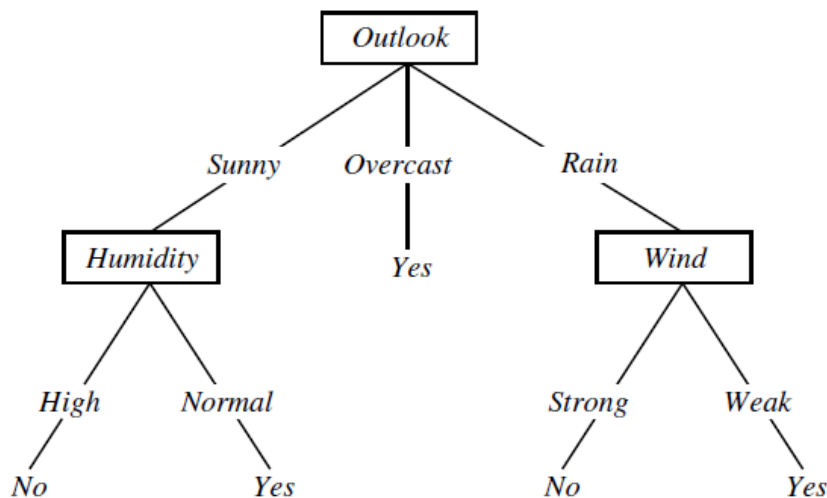 Outlook
Sunny Overcast Rain
Humidity Yes Wind
High Normal Strong Weak
No Yes No Yes